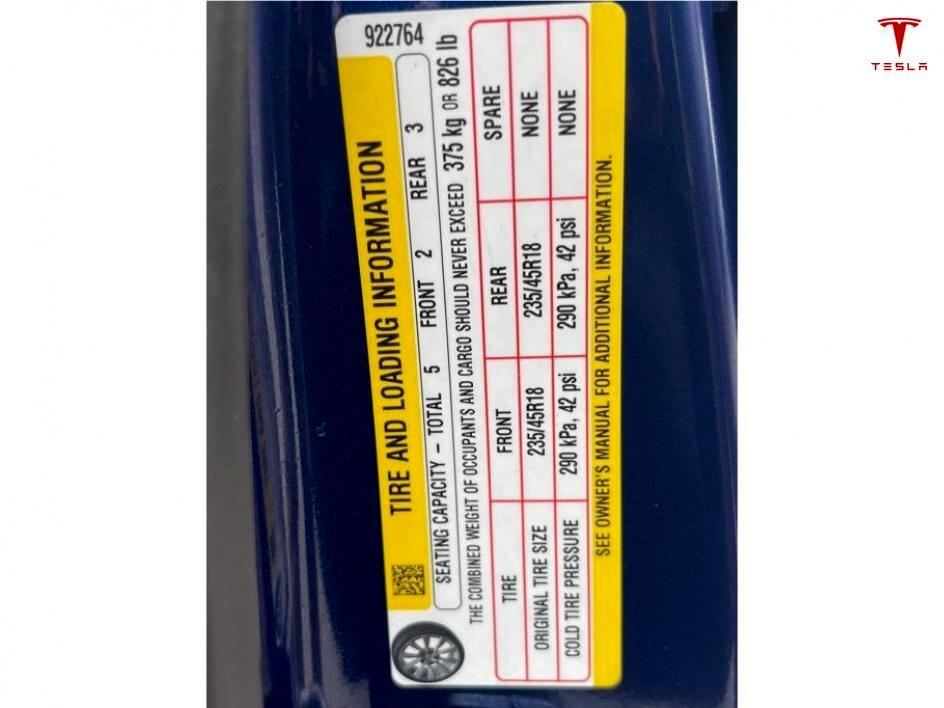 922764
TIRE AND LOADING INFORMATION
SEATING CAPACITY – TOTAL 5 FRONT 2 REAR 3
THE COMBINED WEIGHT OF OCCUPANTS AND CARGO SHOULD NEVER EXCEED 375 kg OR 826 lb
TIRE FRONT REAR SPARE
ORIGINAL TIRE SIZE 235/45R18 235/45R18 NONE
COLD TIRE PRESSURE 290 kPa, 42 psi 290 kPa, 42 psi NONE
SEE OWNER'S MANUAL FOR ADDITIONAL INFORMATION.
TESLA